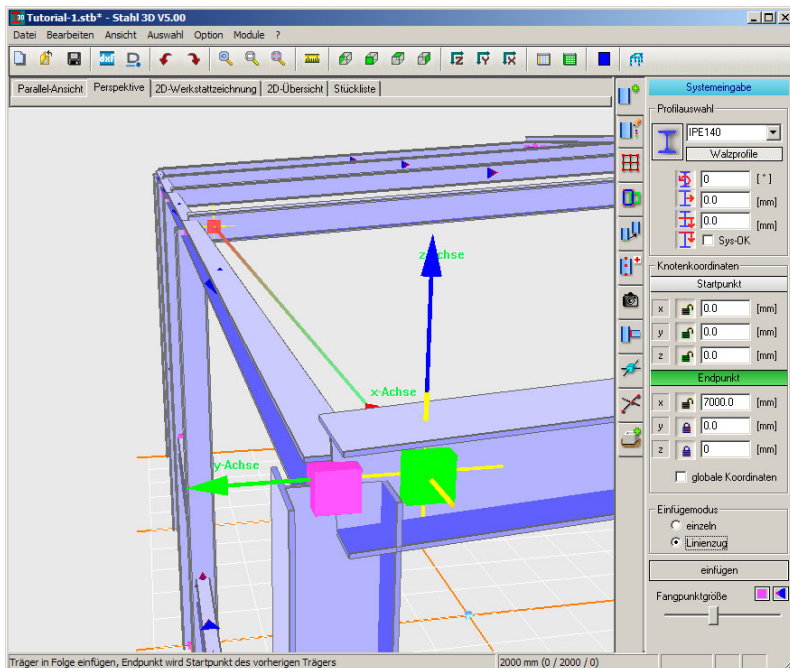 Tutorial-1.stb* - Stahl 3D V5.00
Datei Bearbeiten Ansicht Auswahl Option Module ?
dxf D Z Y X
Parallel-Ansicht Perspektive 2D-Werkstattzeichnung 2D-Übersicht Stückliste
Systemeingabe
Profilauswahl
IPE140
Walzprofile
0 [°]
0.0 [mm]
0.0 [mm]
Sys-OK
Knotenkoordinaten
Startpunkt
x 0.0 [mm]
y 0.0 [mm]
z 0.0 [mm]
Endpunkt
x 7000.0 [mm]
y 0.0 [mm]
z 0 [mm]
globale Koordinaten
Einfügemodus
einzeln
Linienzug
einfügen
Fangpunktgröße
z-Achse
x-Achse
y-Achse
Träger in Folge einfügen, Endpunkt wird Startpunkt des vorherigen Trägers
2000 mm (0 / 2000 / 0)